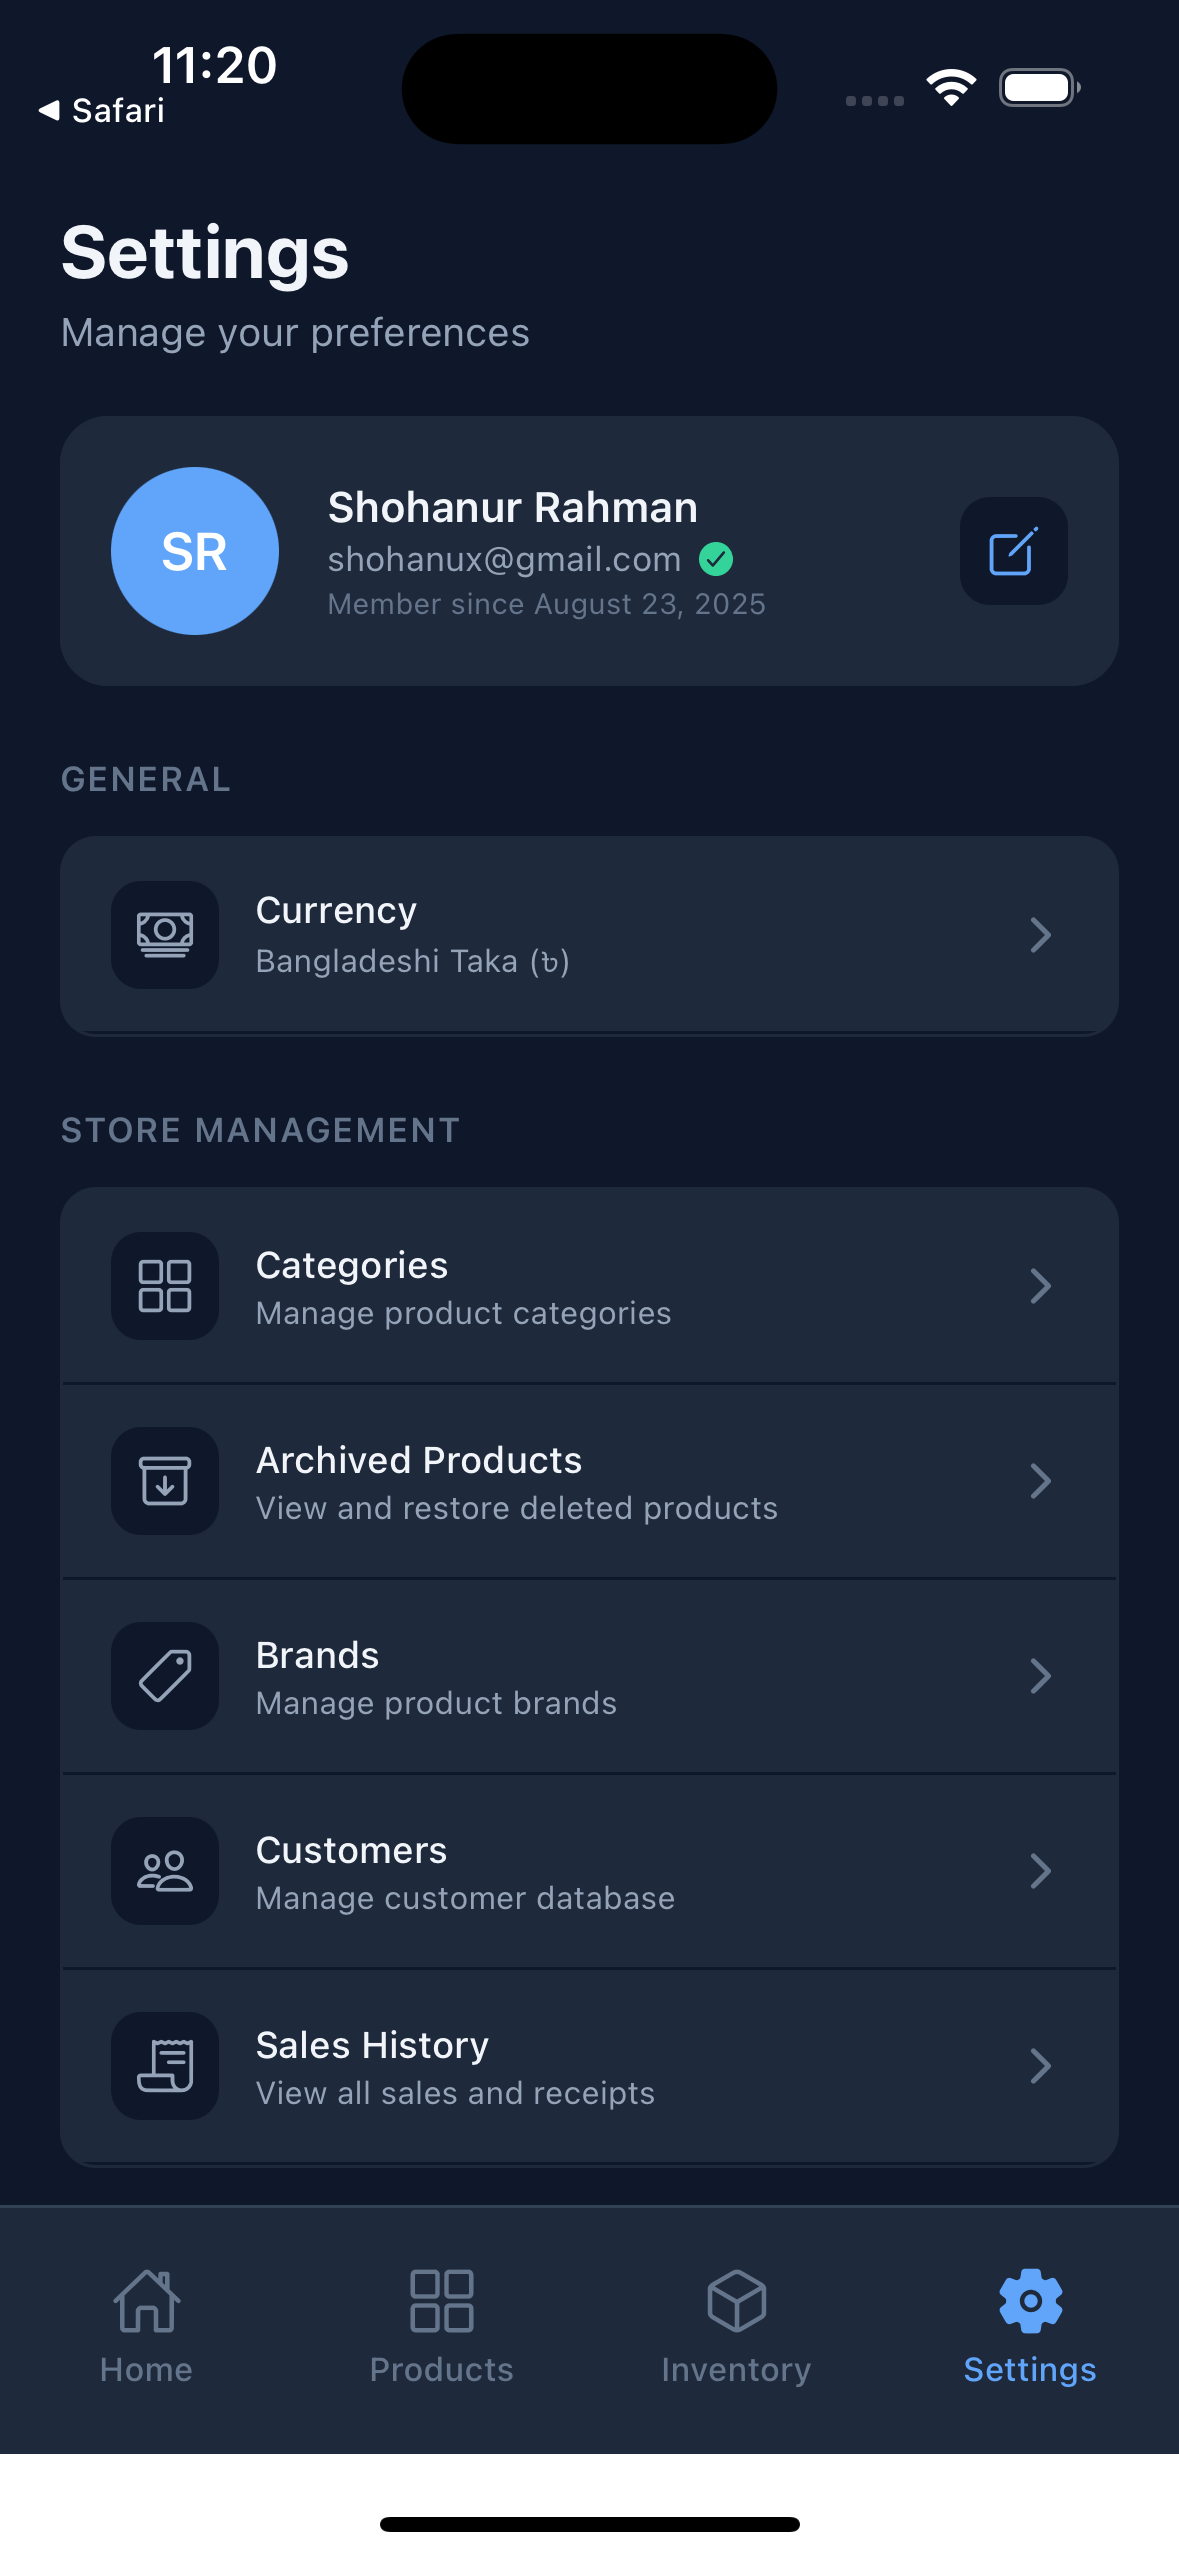 11:20
Safari
Settings
Manage your preferences
SR
Shohanur Rahman
shohanux@gmail.com
Member since August 23, 2025
GENERAL
Currency
Bangladeshi Taka (৳)
STORE MANAGEMENT
Categories
Manage product categories
Archived Products
View and restore deleted products
Brands
Manage product brands
Customers
Manage customer database
Sales History
View all sales and receipts
Home
Products
Inventory
Settings